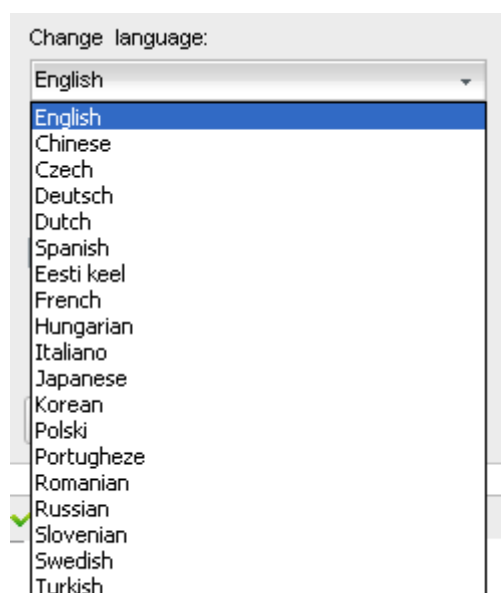 Change language:
English
English
Chinese
Czech
Deutsch
Dutch
Spanish
Eesti keel
French
Hungarian
Italiano
Japanese
Korean
Polski
Portugheze
Romanian
Russian
Slovenian
Swedish
Turkish